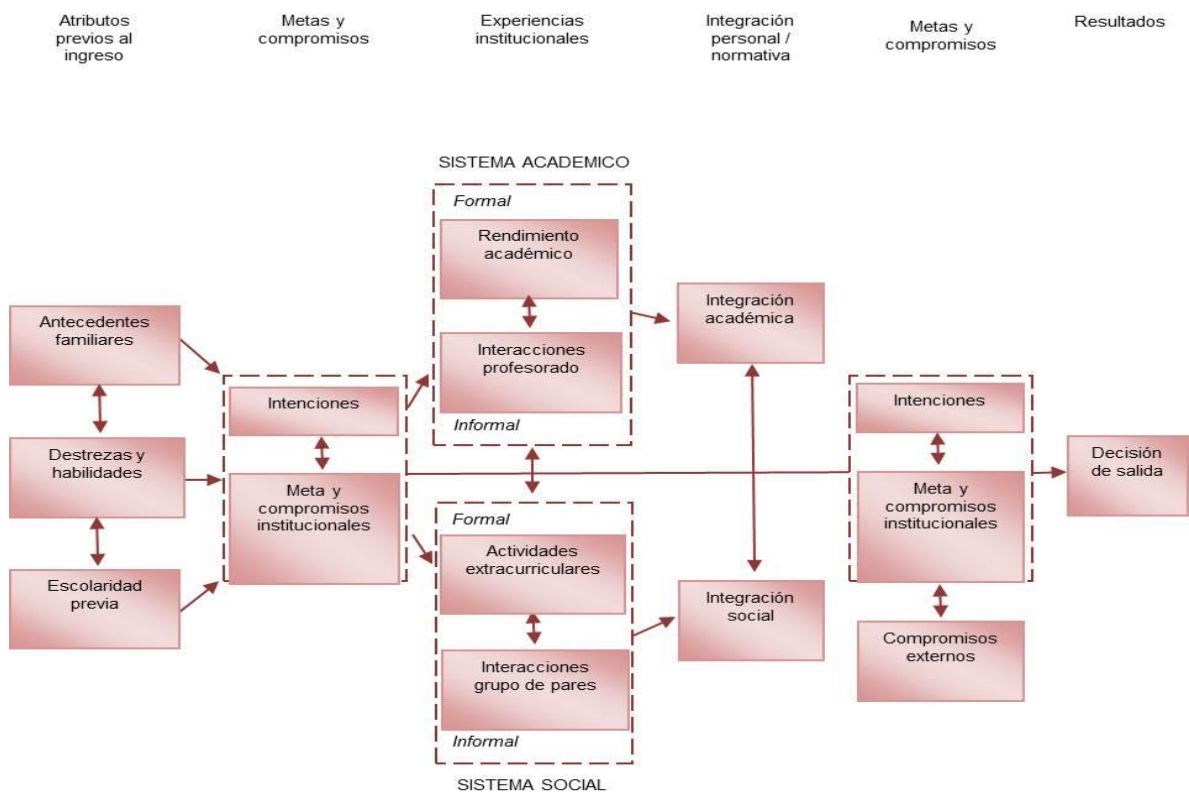 Atributos
previos al
ingreso
Metas y
compromisos
Experiencias
institucionales
Integración
personal /
normativa
Metas y
compromisos
Resultados
SISTEMA ACADEMICO
Formal
Rendimiento
académico
Interacciones
profesorado
Informal
Antecedentes
familiares
Destrezas y
habilidades
Escolaridad
previa
Intenciones
Meta y
compromisos
institucionales
Formal
Actividades
extracurriculares
Interacciones
grupo de pares
Informal
SISTEMA SOCIAL
Integración
académica
Integración
social
Intenciones
Meta y
compromisos
institucionales
Compromisos
externos
Decisión
de salida